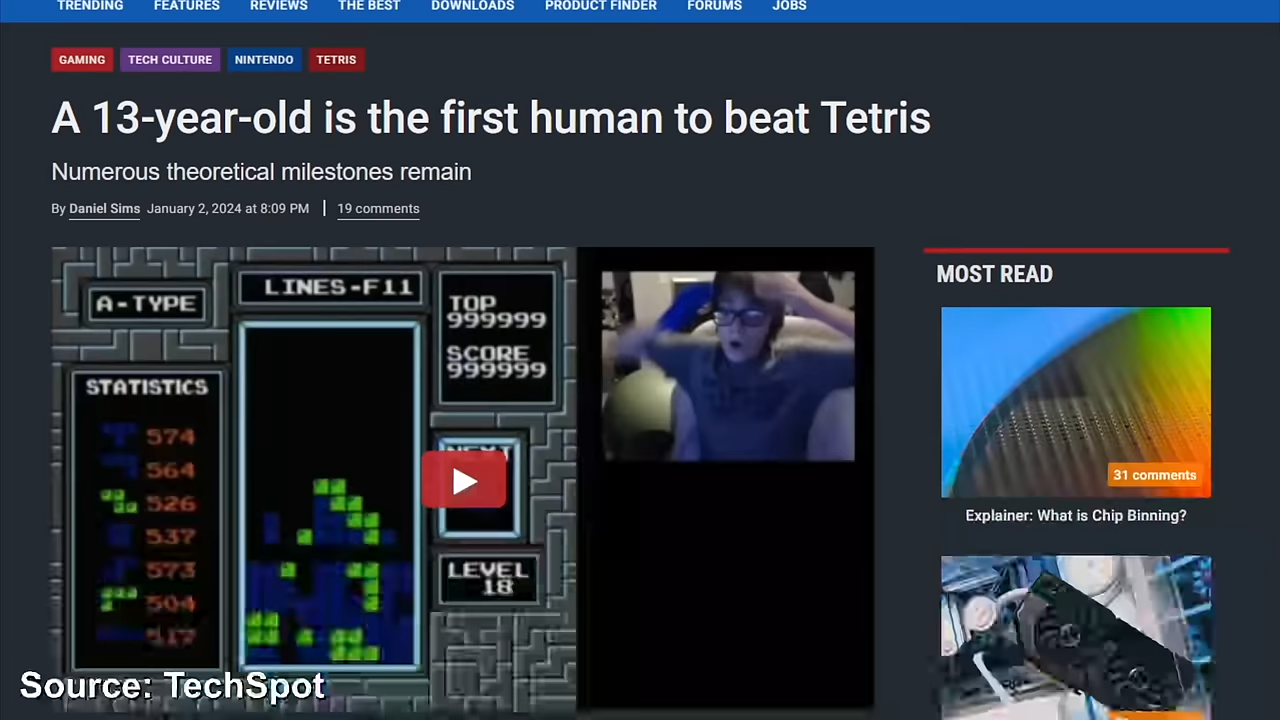 TRENDING FEATURES REVIEWS THE BEST DOWNLOADS PRODUCT FINDER FORUMS JOBS
GAMING TECH CULTURE NINTENDO TETRIS
A 13-year-old is the first human to beat Tetris
Numerous theoretical milestones remain
By Daniel Sims January 2, 2024 at 8:09 PM | 19 comments
A-TYPE
LINES-F11
TOP
999999
SCORE
999999
STATISTICS
574
564
526
537
573
504
517
NEXT
LEVEL
18
MOST READ
31 comments
Explainer: What is Chip Binning?
Source: TechSpot